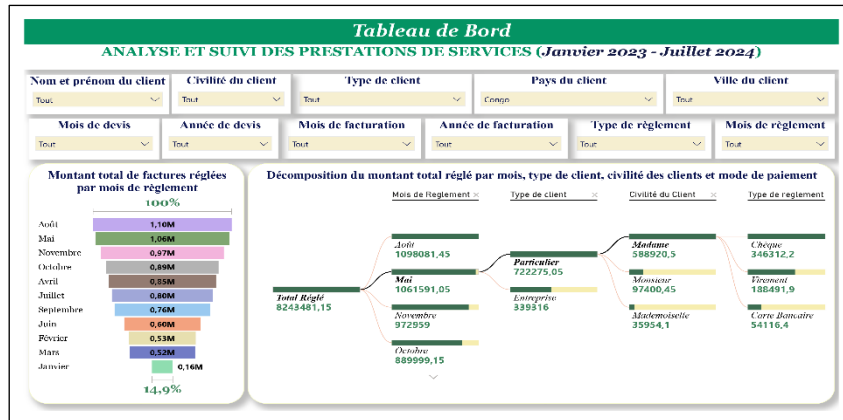 Tableau de Bord
ANALYSE ET SUIVI DES PRESTATIONS DE SERVICES (Janvier 2023 - Juillet 2024)
Nom et prénom du client Civilité du client Type de client Pays du client Ville du client
Tout Tout Tout Congo Tout
Mois de devis Année de devis Mois de facturation Année de facturation Type de règlement Mois de règlement
Tout Tout Tout Tout Tout Tout
Montant total de factures réglées
par mois de règlement
100%
Août 1,10M
Mai 1,06M
Novembre 0,97M
Octobre 0,89M
Avril 0,85M
Juillet 0,80M
Septembre 0,76M
Juin 0,60M
Février 0,53M
Mars 0,52M
Janvier 0,16M
14,9%
Décomposition du montant total réglé par mois, type de client, civilité des clients et mode de paiement
Mois de Reglement Type de client Civilité du Client Type de reglement
Total Réglé
8243481,15
Août
1098081,45
Mai
1061591,05
Novembre
972959
Octobre
889999,15
Particulier
722275,05
Entreprise
339316
Madame
588920,5
Monsieur
97400,45
Mademoiselle
35954,1
Chèque
346312,2
Virement
188491,9
Carte Bancaire
54116,4